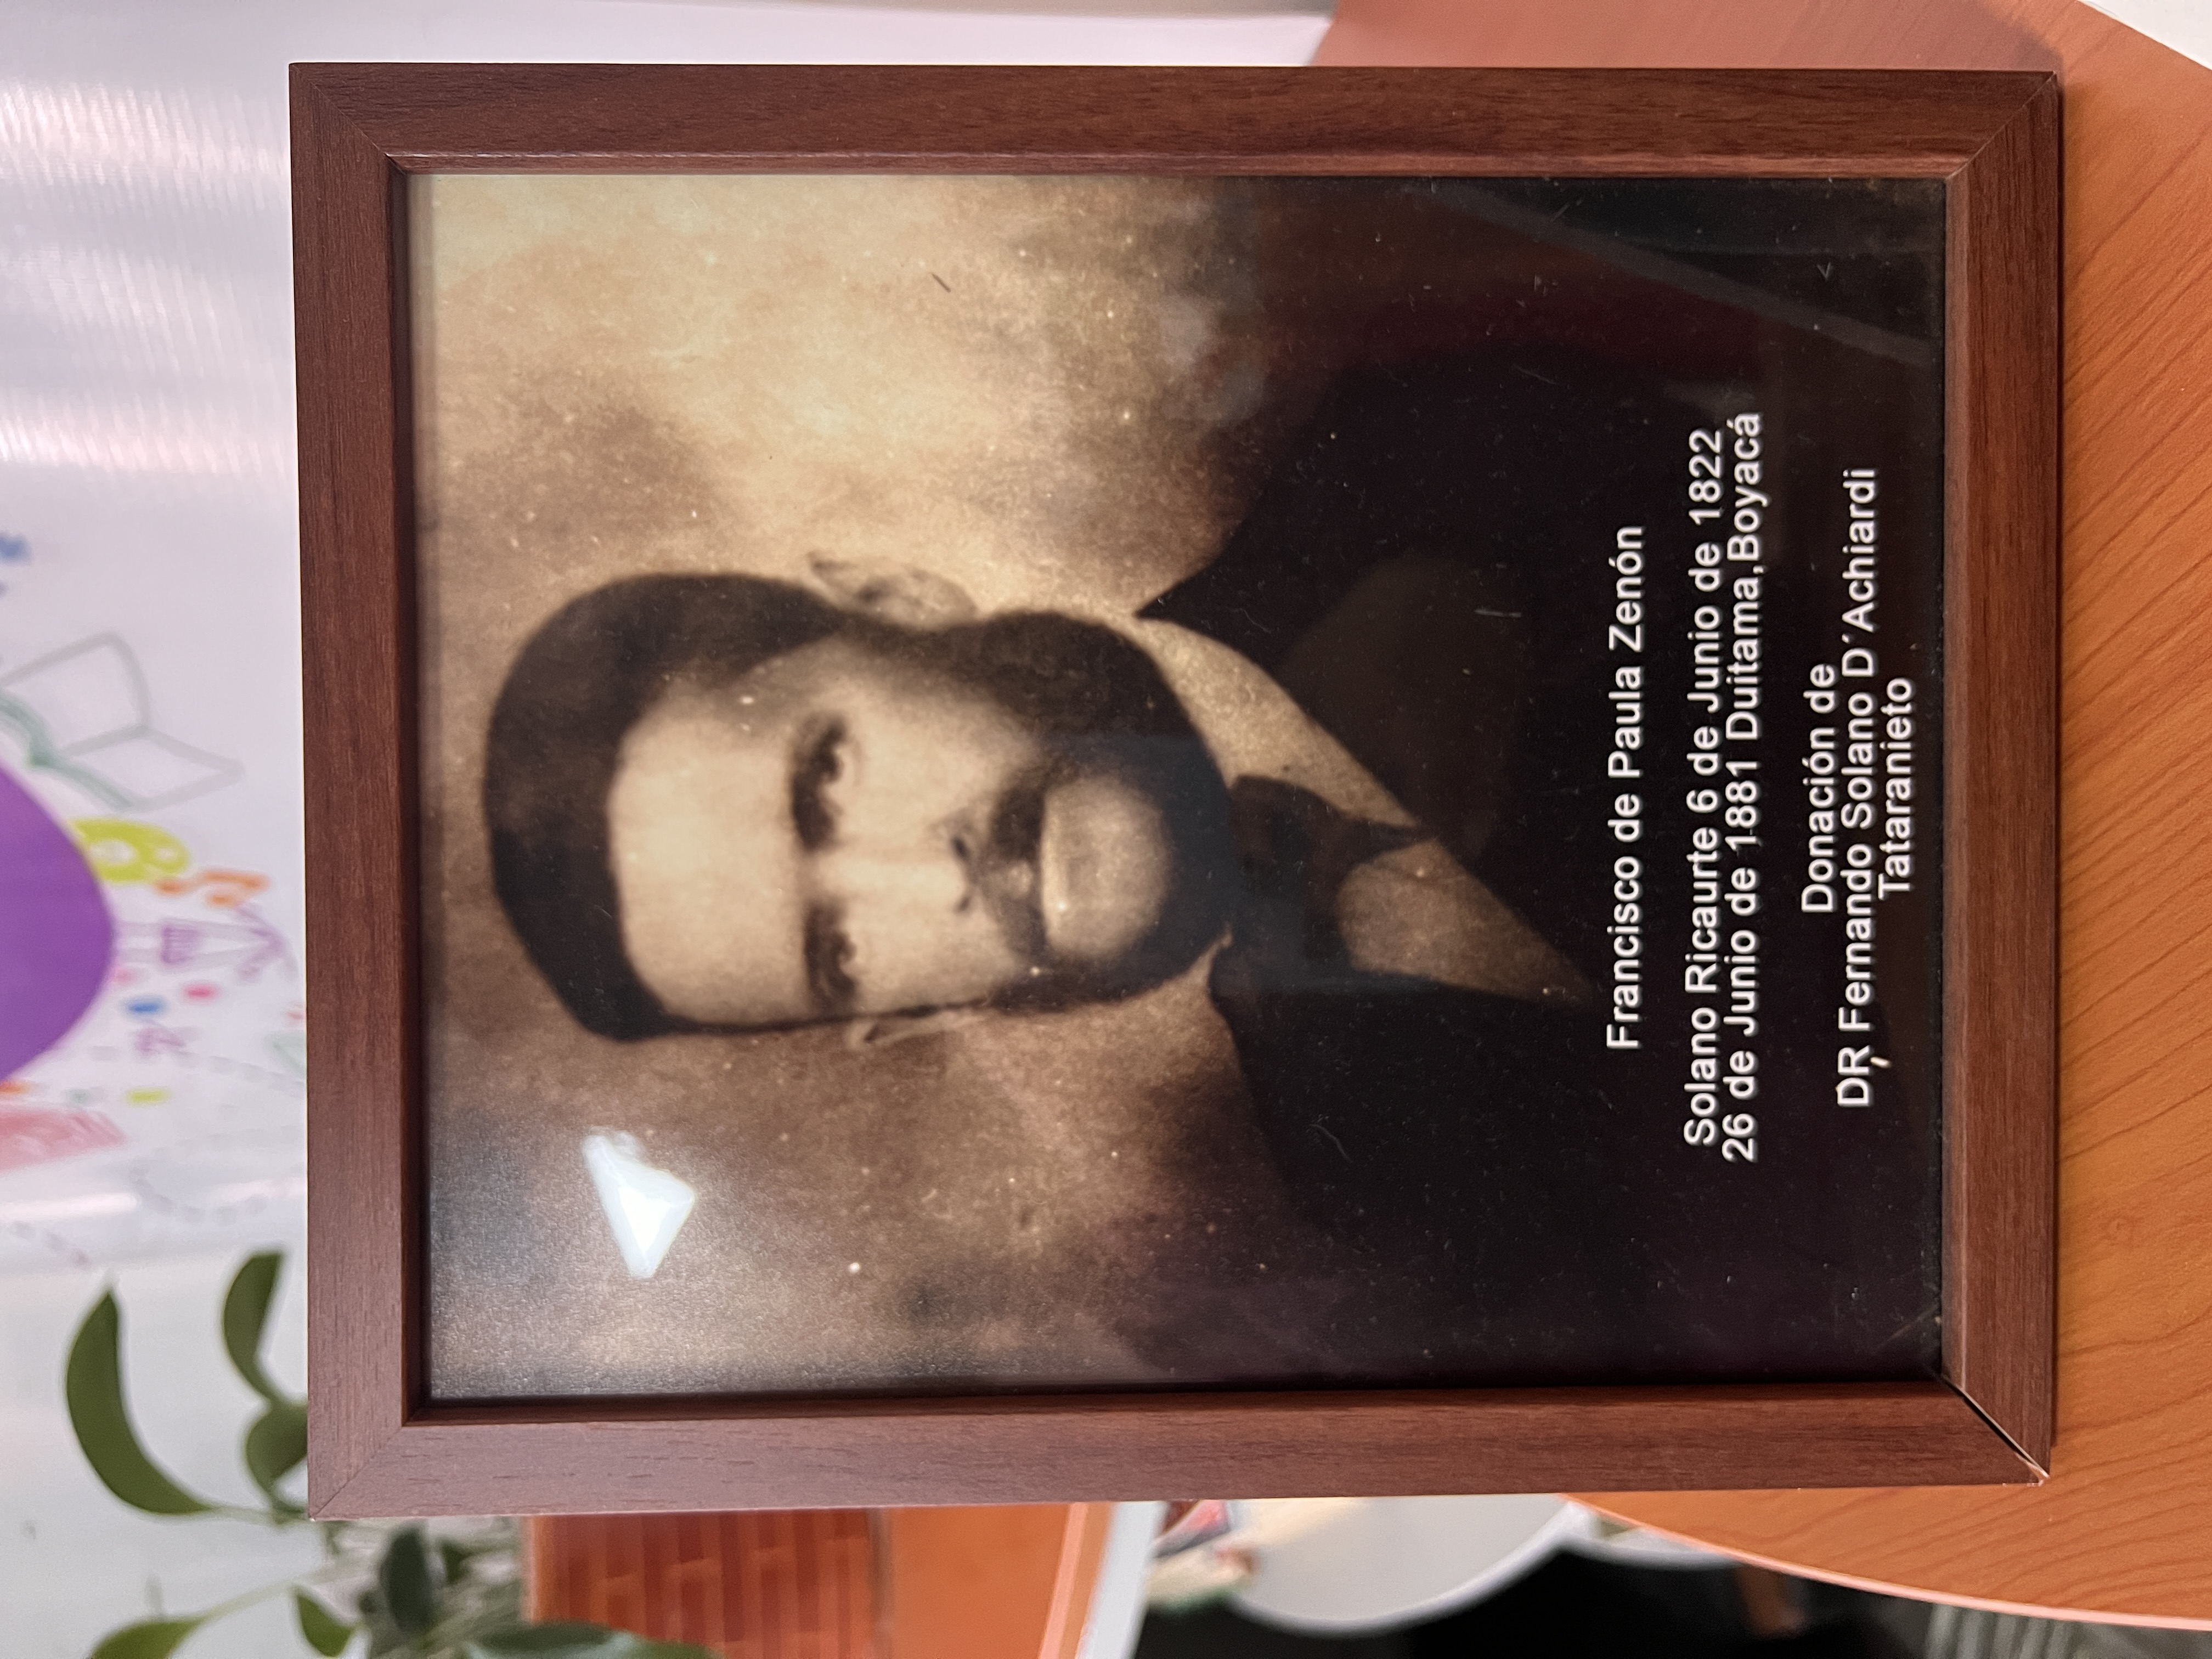 Francisco de Paula Zenón
Solano Ricaurte 6 de Junio de 1822
26 de Junio de 1881 Duitama,Boyacá
Donación de
DR Fernando Solano D´Achiardi
Tataranieto